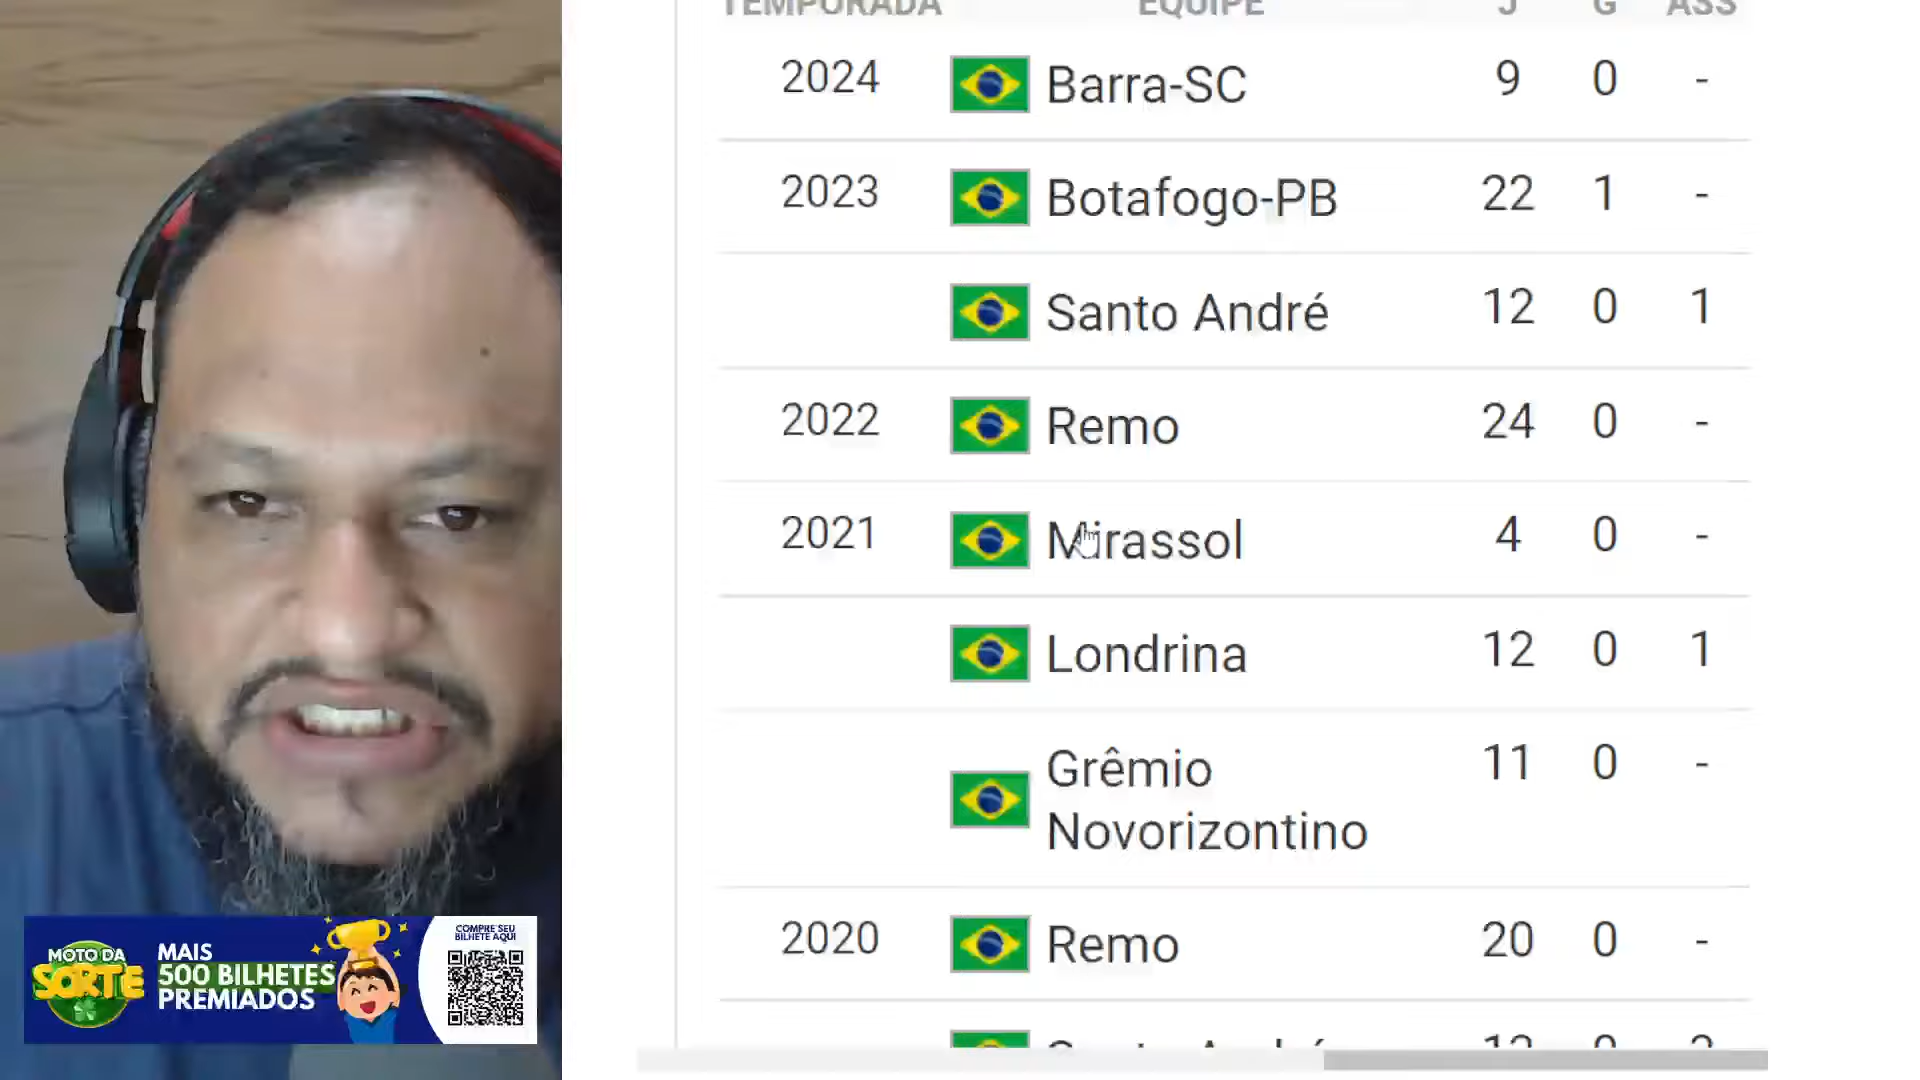 TEMPORADA EQUIPE J G ASS
2024 Barra-SC 9 0 -
2023 Botafogo-PB 22 1 -
Santo André 12 0 1
2022 Remo 24 0 -
2021 Mirassol 4 0 -
Londrina 12 0 1
Grêmio
Novorizontino 11 0 -
2020 Remo 20 0 -
MOTO DA
SORTE
MAIS
500 BILHETES
PREMIADOS
COMPRE SEU
BILHETE AQUI